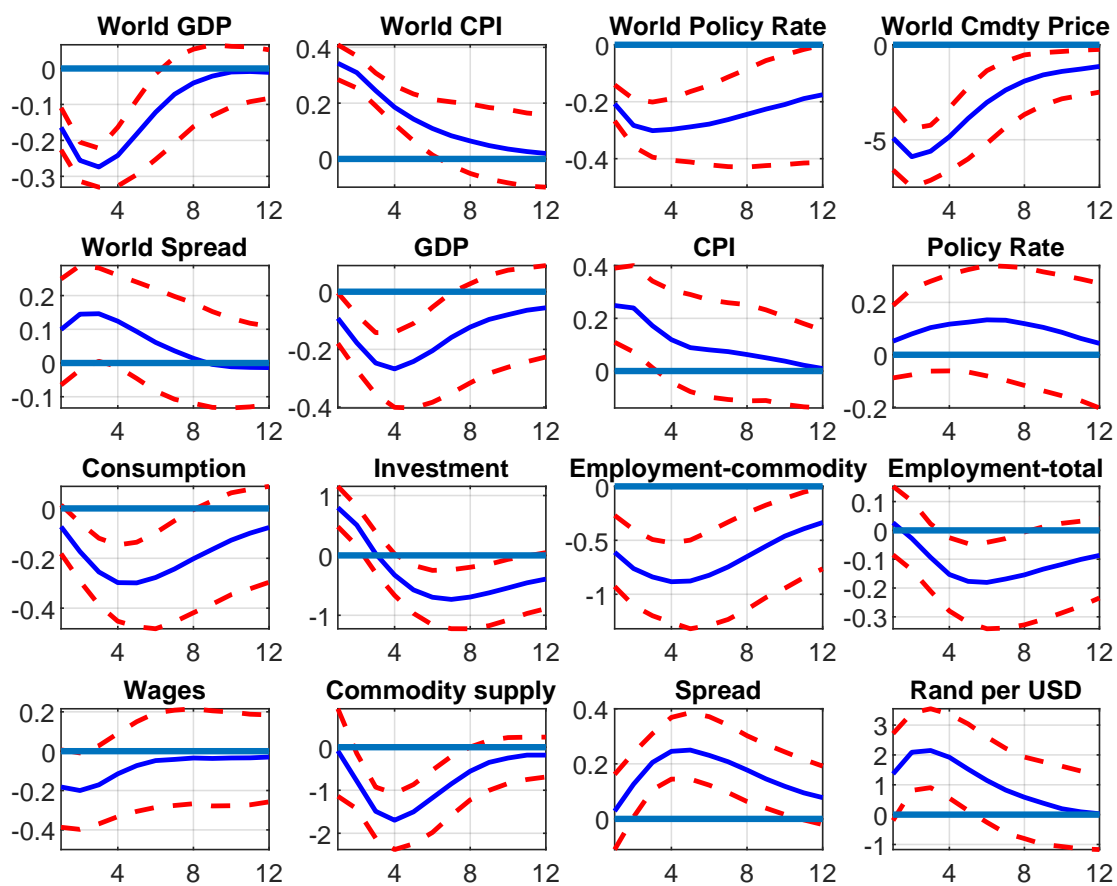 World GDP World CPI World Policy Rate World Cmdty Price
0 -0.1 -0.2 -0.3 4 8 12
0.4 0.2 0 4 8 12
0 -0.2 -0.4 4 8 12
0 -5 4 8 12
World Spread GDP CPI Policy Rate
0.2 0.1 0 -0.1 4 8 12
0 -0.2 -0.4 4 8 12
0.4 0.2 0 4 8 12
0.2 0 -0.2 4 8 12
Consumption Investment Employment-commodity Employment-total
0 -0.2 -0.4 4 8 12
1 0 -1 4 8 12
0 -0.5 -1 4 8 12
0.1 0 -0.1 -0.2 -0.3 4 8 12
Wages Commodity supply Spread Rand per USD
0.2 0 -0.2 -0.4 4 8 12
0 -1 -2 4 8 12
0.4 0.2 0 4 8 12
3 2 1 0 -1 4 8 12